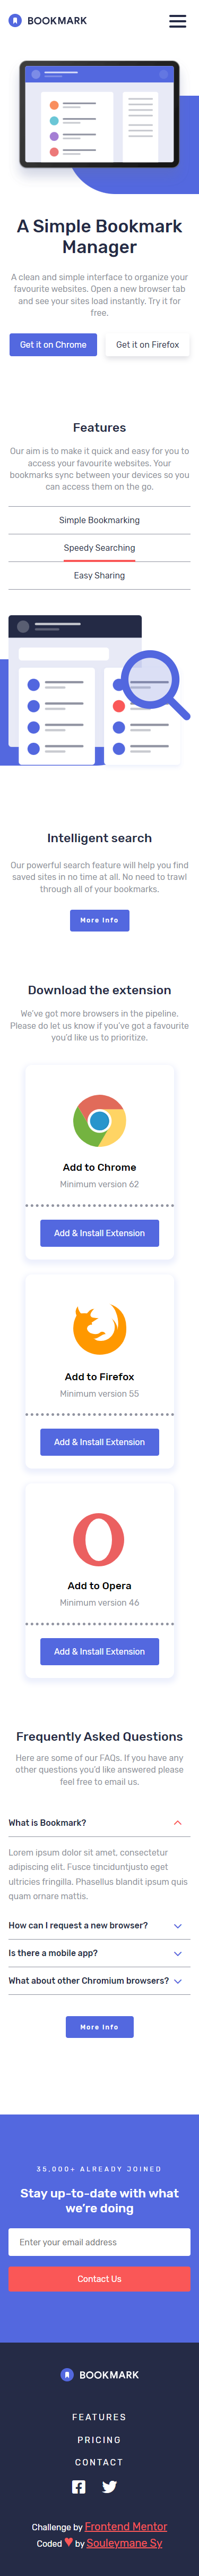 BOOKMARK
A Simple Bookmark
Manager
A clean and simple interface to organize your
favourite websites. Open a new browser tab
and see your sites load instantly. Try it for
free.
Get it on Chrome
Get it on Firefox
Features
Our aim is to make it quick and easy for you to
access your favourite websites. Your
bookmarks sync between your devices so you
can access them on the go.
Simple Bookmarking
Speedy Searching
Easy Sharing
Intelligent search
Our powerful search feature will help you find
saved sites in no time at all. No need to trawl
through all of your bookmarks.
More Info
Download the extension
We've got more browsers in the pipeline.
Please do let us know if you've got a favourite
you'd like us to prioritize.
Add to Chrome
Minimum version 62
Add & Install Extension
Add to Firefox
Minimum version 55
Add & Install Extension
Add to Opera
Minimum version 46
Add & Install Extension
Frequently Asked Questions
Here are some of our FAQs. If you have any
other questions you'd like answered please
feel free to email us.
What is Bookmark?
Lorem ipsum dolor sit amet, consectetur
adipiscing elit. Fusce tinciduntjusto eget
ultricies fringilla. Phasellus blandit ipsum quis
quam ornare mattis.
How can I request a new browser?
Is there a mobile app?
What about other Chromium browsers?
More Info
35,000+ ALREADY JOINED
Stay up-to-date with what
we're doing
Enter your email address
Contact Us
BOOKMARK
FEATURES
PRICING
CONTACT
Challenge by Frontend Mentor
Coded ♥ by Souleymane Sy